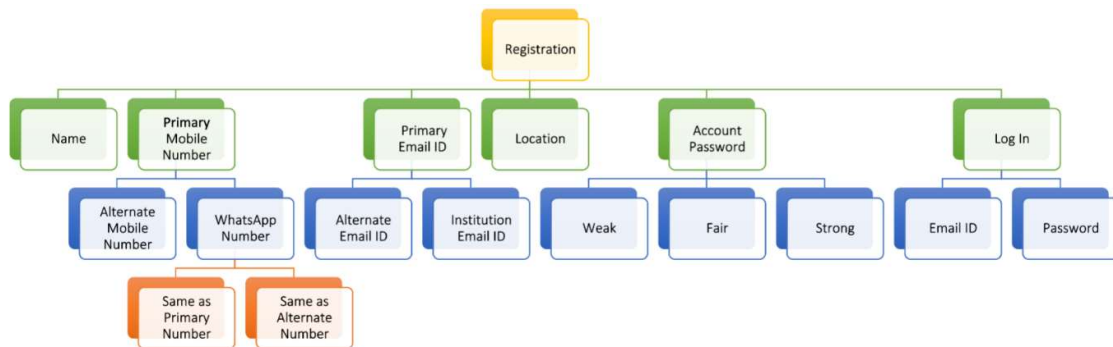 Registration
Name
Primary
Mobile
Number
Primary
Email ID
Location
Account
Password
Log In
Alternate
Mobile
Number
WhatsApp
Number
Alternate
Email ID
Institution
Email ID
Weak
Fair
Strong
Email ID
Password
Same as
Primary
Number
Same as
Alternate
Number